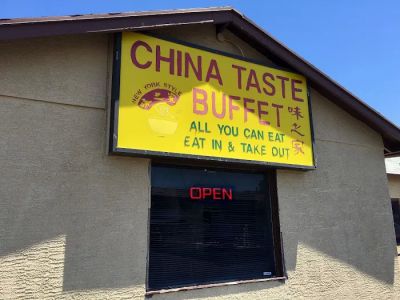 CHINA TASTE
NEW YORK STYLE
BUFFET
味之家
ALL YOU CAN EAT
EAT IN & TAKE OUT
OPEN